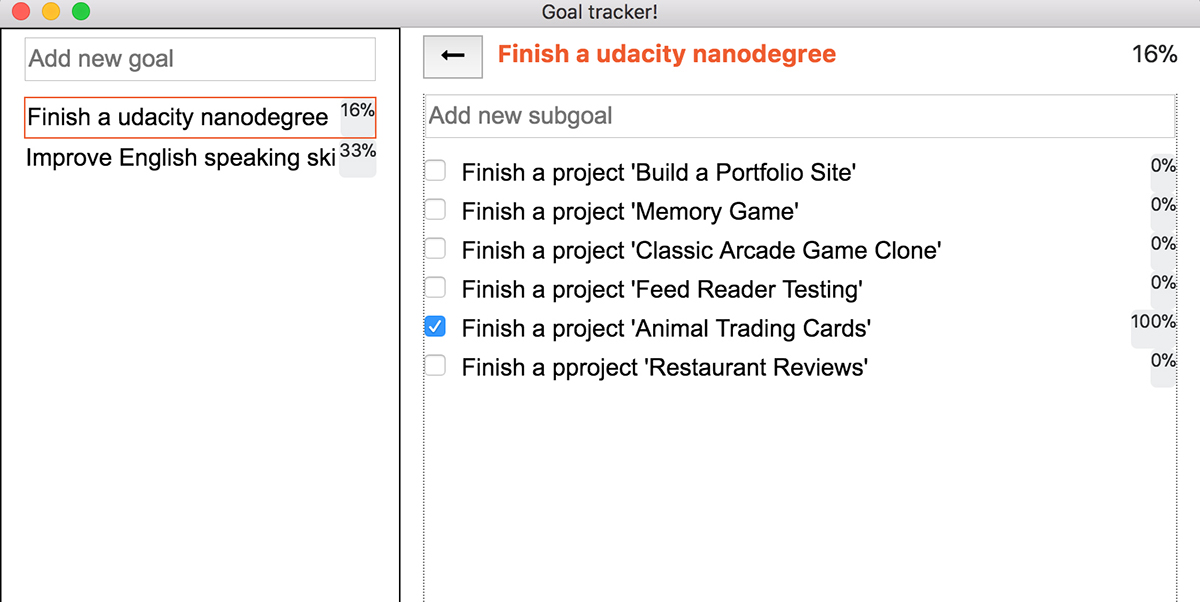 Goal tracker!
Add new goal
Finish a udacity nanodegree 16%
Improve English speaking ski 33%
← Finish a udacity nanodegree 16%
Add new subgoal
Finish a project 'Build a Portfolio Site' 0%
Finish a project 'Memory Game' 0%
Finish a project 'Classic Arcade Game Clone' 0%
Finish a project 'Feed Reader Testing' 0%
Finish a project 'Animal Trading Cards' 100%
Finish a pproject 'Restaurant Reviews' 0%